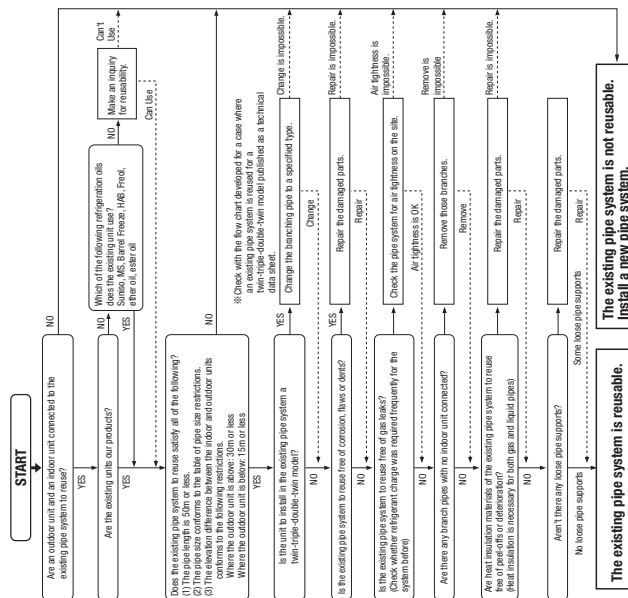 START
Are an outdoor unit and an indoor unit connected to the
existing pipe system to reuse?
NO
YES
Are the existing units our products?
NO
YES
Which of the following refrigeration oils
does the existing unit use?
Suniso, MS, Barrel Freeze, HAB, Freol,
ether oil, ester oil
NO
YES
Make an inquiry
for reusability.
Can't
Use
Can Use
Does the existing pipe system to reuse satisfy all of the following?
(1) The pipe length is 50m or less.
(2) The pipe size conforms to the table of pipe size restrictions.
(3) The elevation difference between the indoor and outdoor units
conforms to the following restrictions.
Where the outdoor unit is above: 30m or less
Where the outdoor unit is below: 15m or less
NO
YES
※ Check with the flow chart developed for a case where
an existing pipe system is reused for a
twin-triple-double-twin model published as a technical
data sheet.
Is the unit to install in the existing pipe system a
twin-triple-double-twin model?
YES
Change the branching pipe to a specified type.
Change is impossible.
Change
NO
Is the existing pipe system to reuse free of corrosion, flaws or dents?
YES
Repair the damaged parts.
Repair is impossible.
Repair
NO
Is the existing pipe system to reuse free of gas leaks?
(Check whether refrigerant charge was required frequently for the
system before)
Check the pipe system for air tightness on the site.
Air tightness is
impossible.
Air tightness is OK
NO
Are there any branch pipes with no indoor unit connected?
Remove those branches.
Remove is
impossible
Remove
NO
Are heat insulation materials of the existing pipe system to reuse
free of peel-offs or deterioration?
(Heat insulation is necessary for both gas and liquid pipes)
Repair the damaged parts.
Repair is impossible.
Repair
NO
Aren't there any loose pipe supports?
Repair the damaged parts.
Repair
No loose pipe supports
Some loose pipe supports
The existing pipe system is reusable.
The existing pipe system is not reusable.
Install a new pipe system.